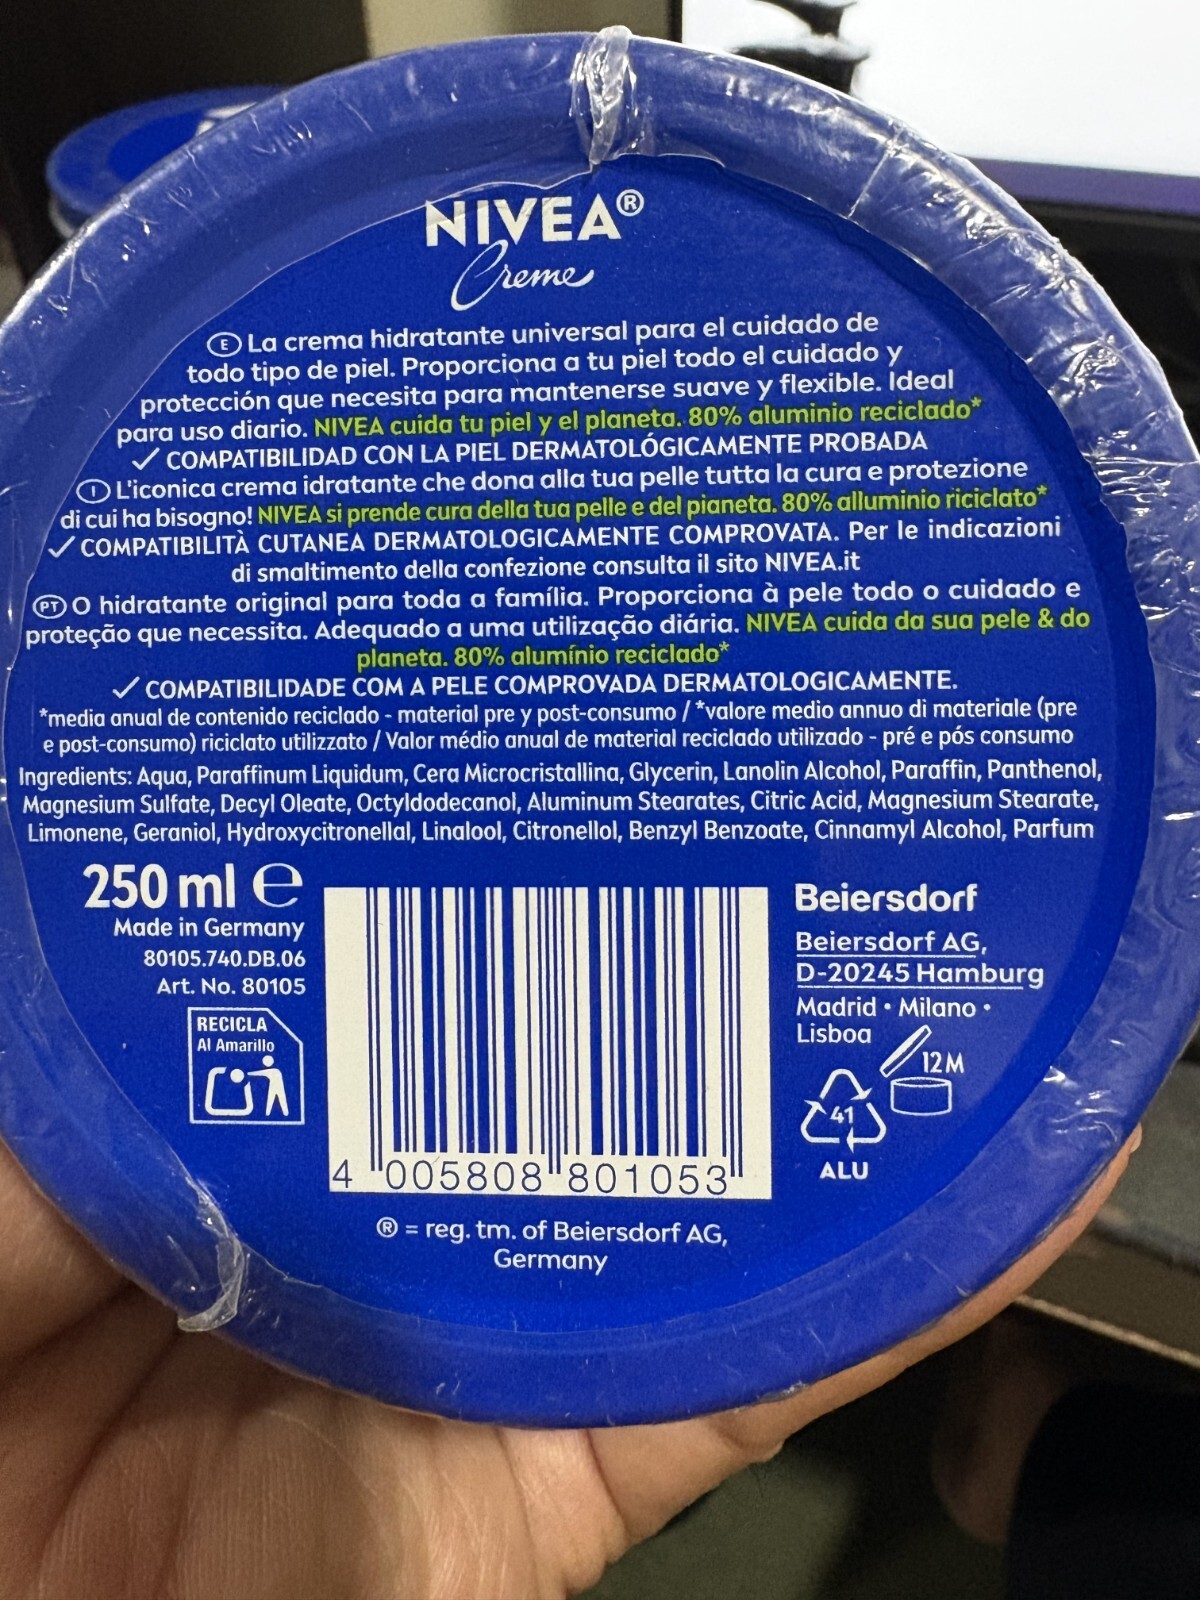 NIVEA®
Creme
E La crema hidratante universal para el cuidado de
todo tipo de piel. Proporciona a tu piel todo el cuidado y
protección que necesita para mantenerse suave y flexible. Ideal
para uso diario. NIVEA cuida tu piel y el planeta. 80% aluminio reciclado*
✓ COMPATIBILIDAD CON LA PIEL DERMATOLÓGICAMENTE PROBADA
I L'iconica crema idratante che dona alla tua pelle tutta la cura e protezione
di cui ha bisogno! NIVEA si prende cura della tua pelle e del pianeta. 80% alluminio riciclato*
✓ COMPATIBILITÀ CUTANEA DERMATOLOGICAMENTE COMPROVATA. Per le indicazioni
di smaltimento della confezione consulta il sito NIVEA.it
PT O hidratante original para toda a família. Proporciona à pele todo o cuidado e
proteção que necessita. Adequado a uma utilização diária. NIVEA cuida da sua pele & do
planeta. 80% alumínio reciclado*
✓ COMPATIBILIDADE COM A PELE COMPROVADA DERMATOLOGICAMENTE.
*media anual de contenido reciclado - material pre y post-consumo / *valore medio annuo di materiale (pre
e post-consumo) riciclato utilizzato / Valor médio anual de material reciclado utilizado - pré e pós consumo
Ingredients: Aqua, Paraffinum Liquidum, Cera Microcristallina, Glycerin, Lanolin Alcohol, Paraffin, Panthenol,
Magnesium Sulfate, Decyl Oleate, Octyldodecanol, Aluminum Stearates, Citric Acid, Magnesium Stearate,
Limonene, Geraniol, Hydroxycitronellal, Linalool, Citronellol, Benzyl Benzoate, Cinnamyl Alcohol, Parfum
250 ml e
Made in Germany
80105.740.DB.06
Art. No. 80105
RECICLA
Al Amarillo
4 005808 801053
Beiersdorf
Beiersdorf AG,
D-20245 Hamburg
Madrid • Milano •
Lisboa
12M
41
ALU
® = reg. tm. of Beiersdorf AG,
Germany